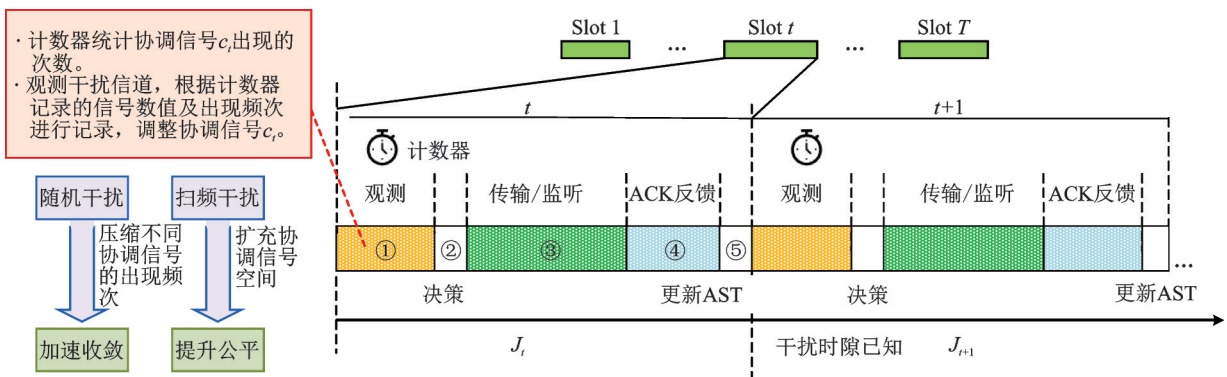 · 计数器统计协调信号cₜ出现的
次数。
· 观测干扰信道，根据计数器
记录的信号数值及出现频次
进行记录，调整协调信号cₜ。
Slot 1 ... Slot t ... Slot T
t t+1
计数器
观测 传输/监听 ACK反馈 观测 传输/监听 ACK反馈
① ② ③ ④ ⑤ ...
决策 更新AST 决策 更新AST
Jₜ 干扰时隙已知 Jₜ₊₁
随机干扰 扫频干扰
压缩不同
协调信号
的出现频
次
扩充协
调信号
空间
加速收敛 提升公平